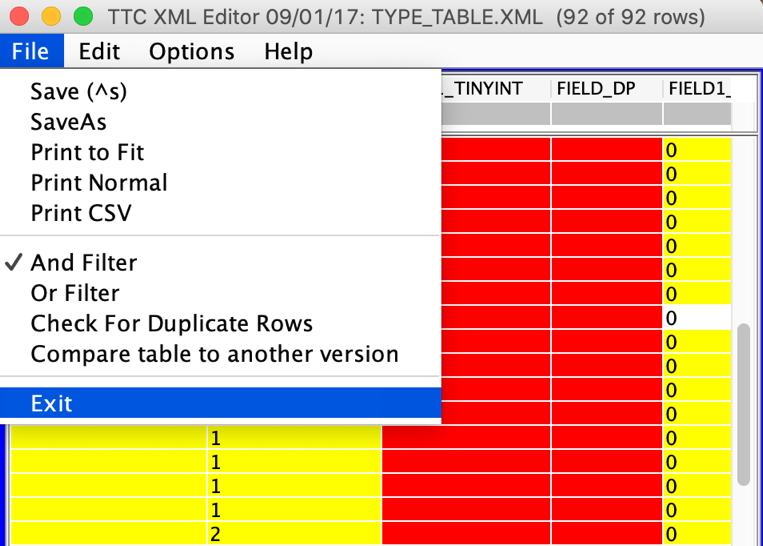 TTC XML Editor 09/01/17: TYPE_TABLE.XML (92 of 92 rows)
File Edit Options Help
_TINYINT FIELD_DP FIELD1_
Save (^s)
SaveAs
Print to Fit
Print Normal
Print CSV
And Filter
Or Filter
Check For Duplicate Rows
Compare table to another version
Exit
0
0
0
0
0
0
0
0
0
0
0
0
1 0
1 0
1 0
1 0
2 0